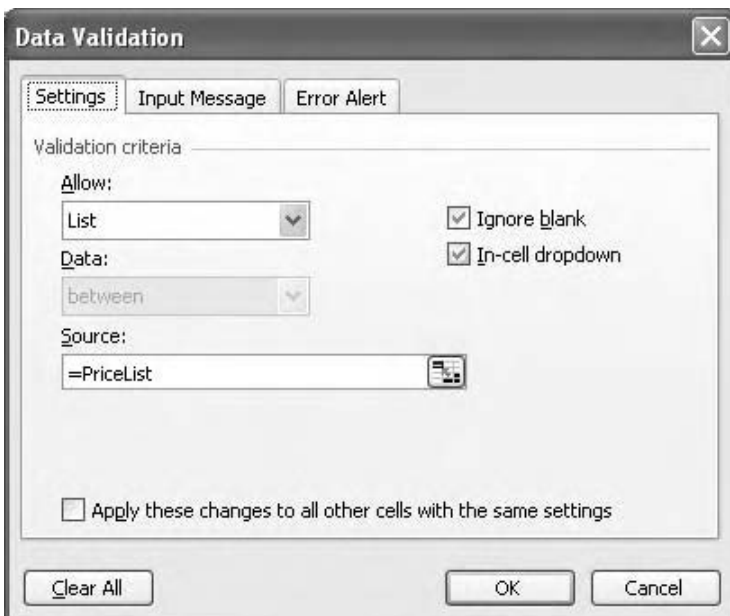 Data Validation
Settings Input Message Error Alert
Validation criteria
Allow:
List
Ignore blank
Data:
In-cell dropdown
between
Source:
=PriceList
Apply these changes to all other cells with the same settings
Clear All OK Cancel